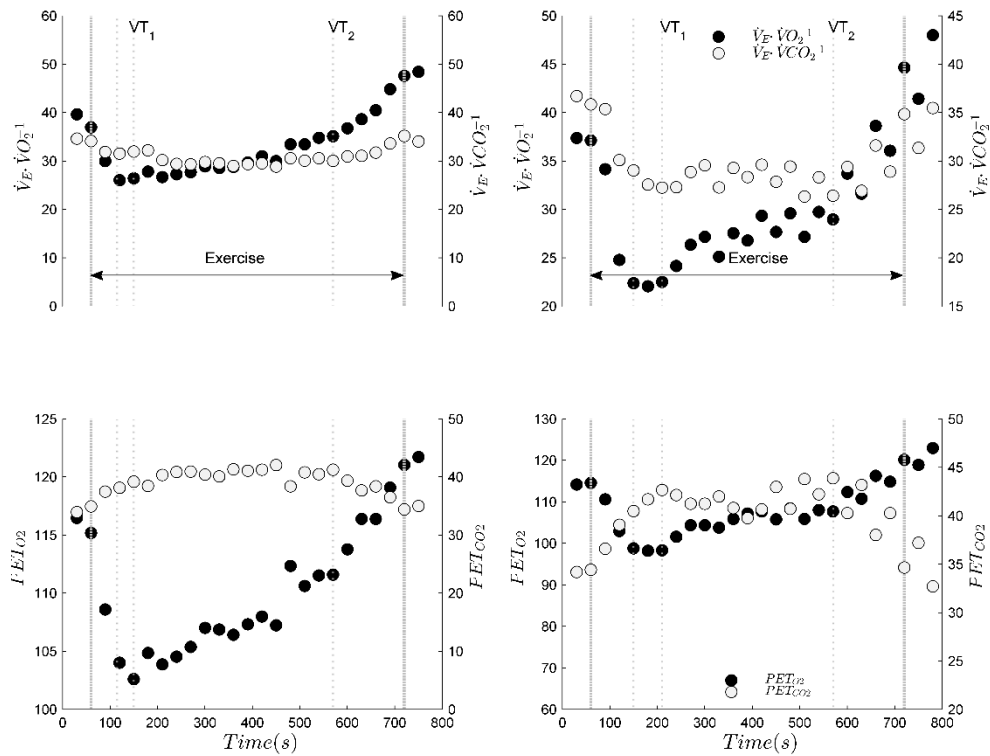 60 60 50 45
VT1 VT2 VT1 VT2
V̇E·V̇O2^1
V̇E·V̇CO2^1
50 50 45 40
40 40 40 35
30 30 35 30
20 20 30 25
10 10 25 20
0 0 20 15
V̇E·V̇O2^-1 V̇E·V̇CO2^-1 V̇E·V̇O2^-1 V̇E·V̇CO2^-1
Exercise Exercise
125 50 130 50
120 40 120 45
115 30 110 40
110 20 100 35
105 10 90 30
100 0 80 25
70 20
60
PETO2 PETCO2 PETO2 PETCO2
PETO2
PETCO2
0 100 200 300 400 500 600 700 800 0 100 200 300 400 500 600 700 800
Time(s) Time(s)